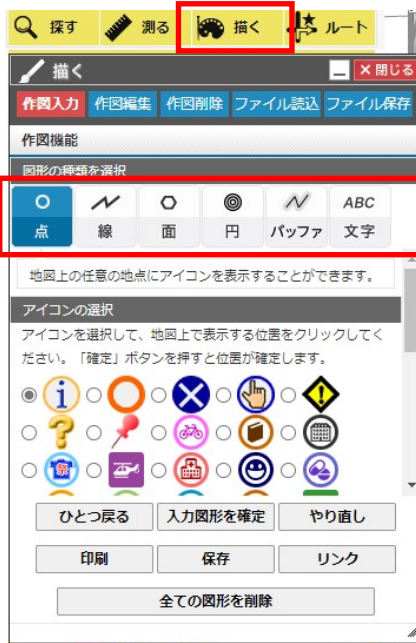 探す 測る 描く ルート
描く _ ×閉じる
作図入力 作図編集 作図削除 ファイル読込 ファイル保存
作図機能
図形の種類を選択
ABC
点 線 面 円 バッファ 文字
地図上の任意の地点にアイコンを表示することができます。
アイコンの選択
アイコンを選択して、地図上で表示する位置をクリックしてく
ださい。「確定」ボタンを押すと位置が確定します。
i
?
祭
ひとつ戻る 入力図形を確定 やり直し
印刷 保存 リンク
全ての図形を削除